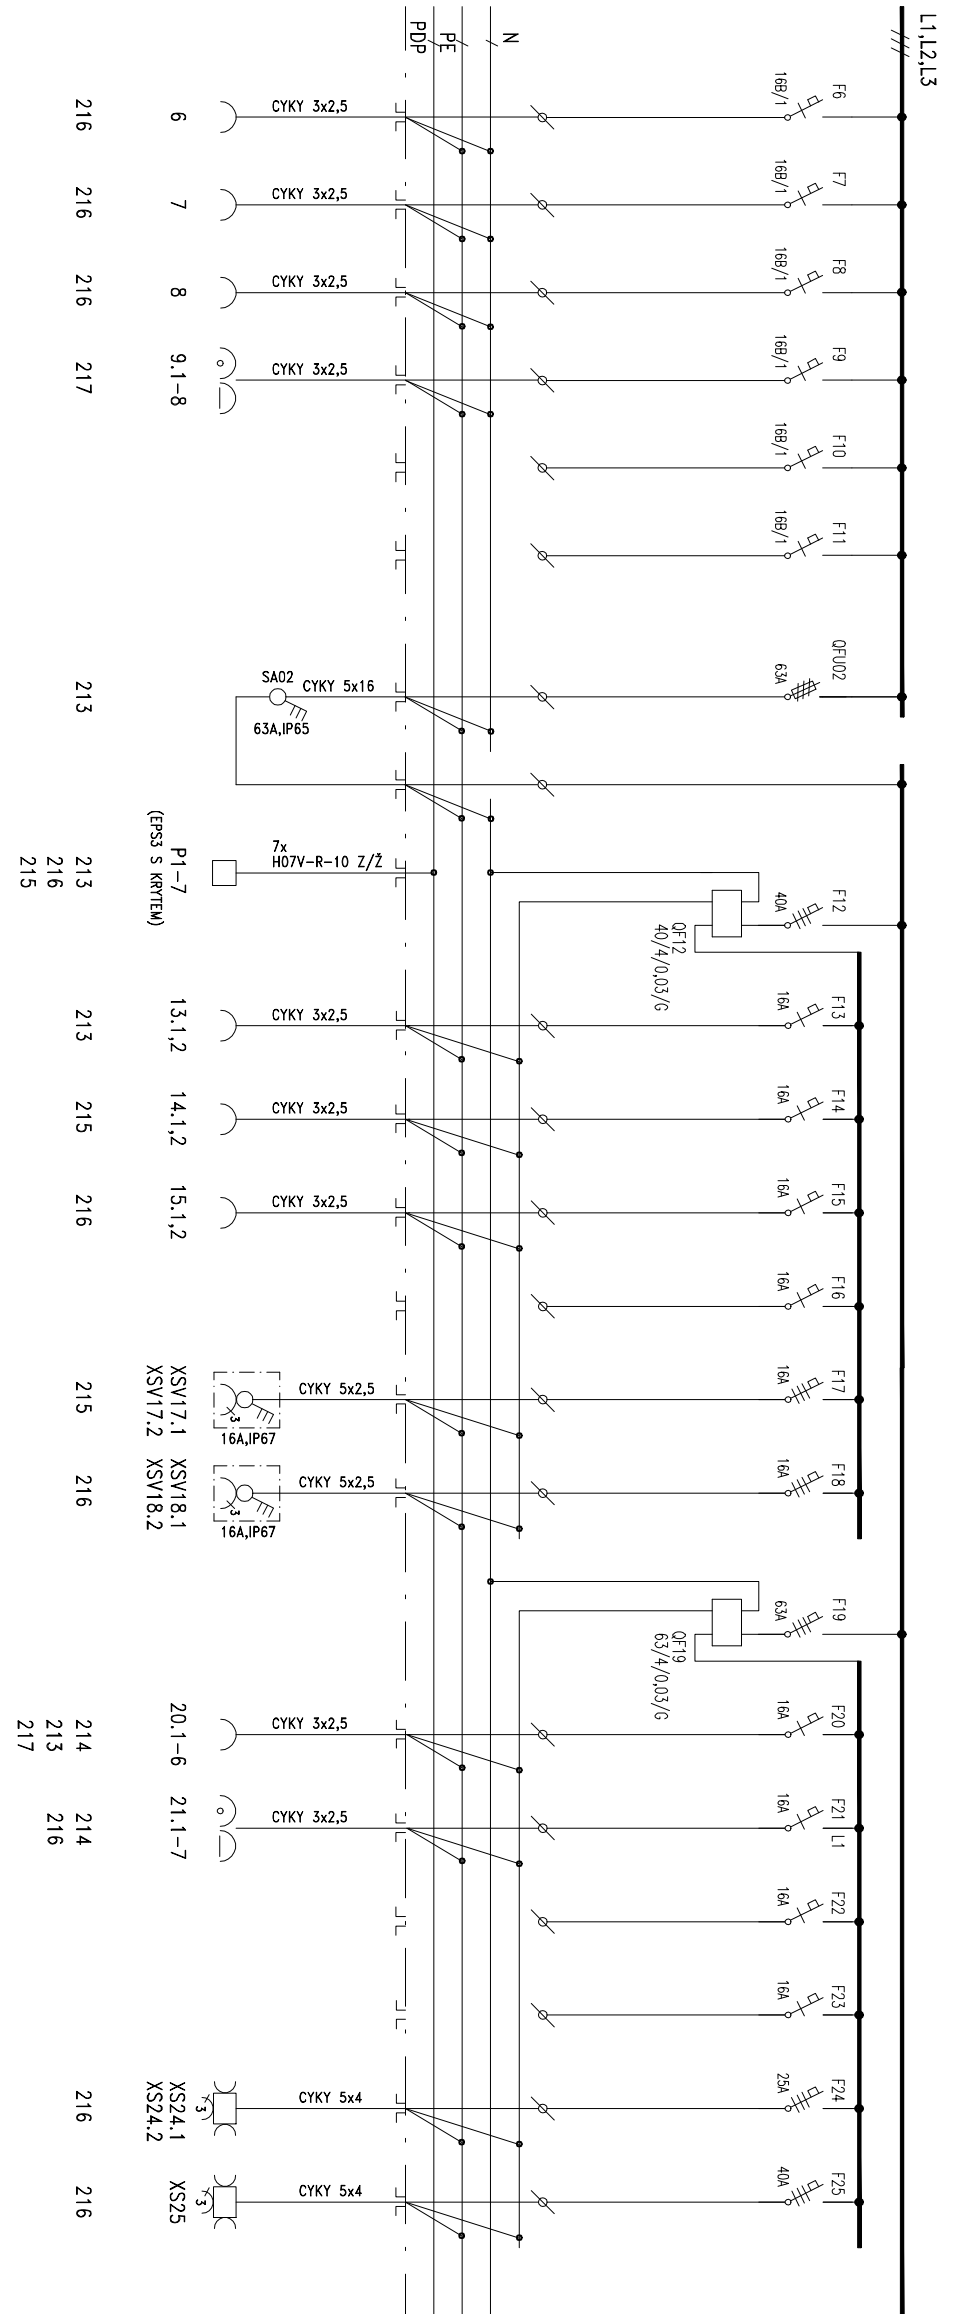 L1,L2,L3
N
PE
PDP
F6
16B/1
CYKY 3x2,5
6
216
F7
16B/1
CYKY 3x2,5
7
216
F8
16B/1
CYKY 3x2,5
8
216
F9
16B/1
CYKY 3x2,5
9.1-8
217
F10
16B/1
F11
16B/1
QFU02
63A
CYKY 5x16
SA02
63A,IP65
213
7x
H07V-R-10 Z/Ž
P1-7
(EPS3 S KRYTEM)
213
216
215
F12
40A
QF12
40/4/0,03/G
F13
16A
CYKY 3x2,5
13.1,2
213
F14
16A
CYKY 3x2,5
14.1,2
215
F15
16A
CYKY 3x2,5
15.1,2
216
F16
16A
F17
16A
CYKY 5x2,5
3
16A,IP67
XSV17.1
XSV17.2
215
F18
16A
CYKY 5x2,5
3
16A,IP67
XSV18.1
XSV18.2
216
F19
63A
QF19
63/4/0,03/G
F20
16A
CYKY 3x2,5
20.1-6
214
213
217
F21 L1
16A
CYKY 3x2,5
21.1-7
214
216
F22
16A
F23
16A
F24
25A
CYKY 5x4
3
XS24.1
XS24.2
216
F25
40A
CYKY 5x4
3
XS25
216